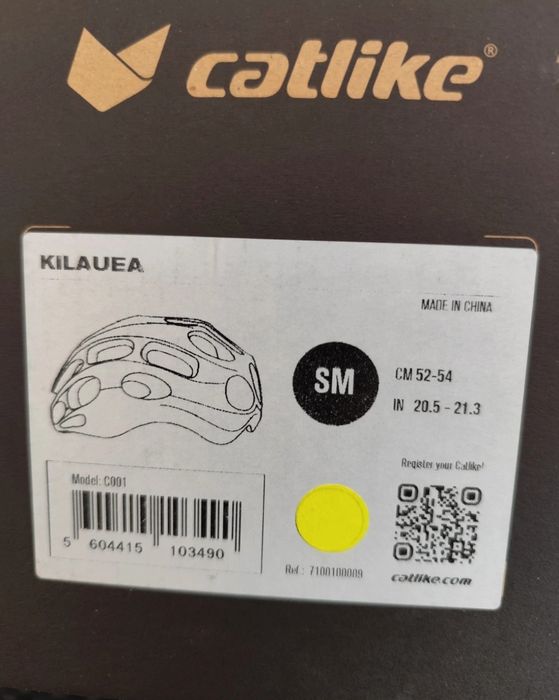 catlike®
KILAUEA
MADE IN CHINA
SM
CM 52-54
IN 20.5 - 21.3
Register your Catlike!
Model: C001
5 604415 103490
Ref.: 7100100009
catlike.com